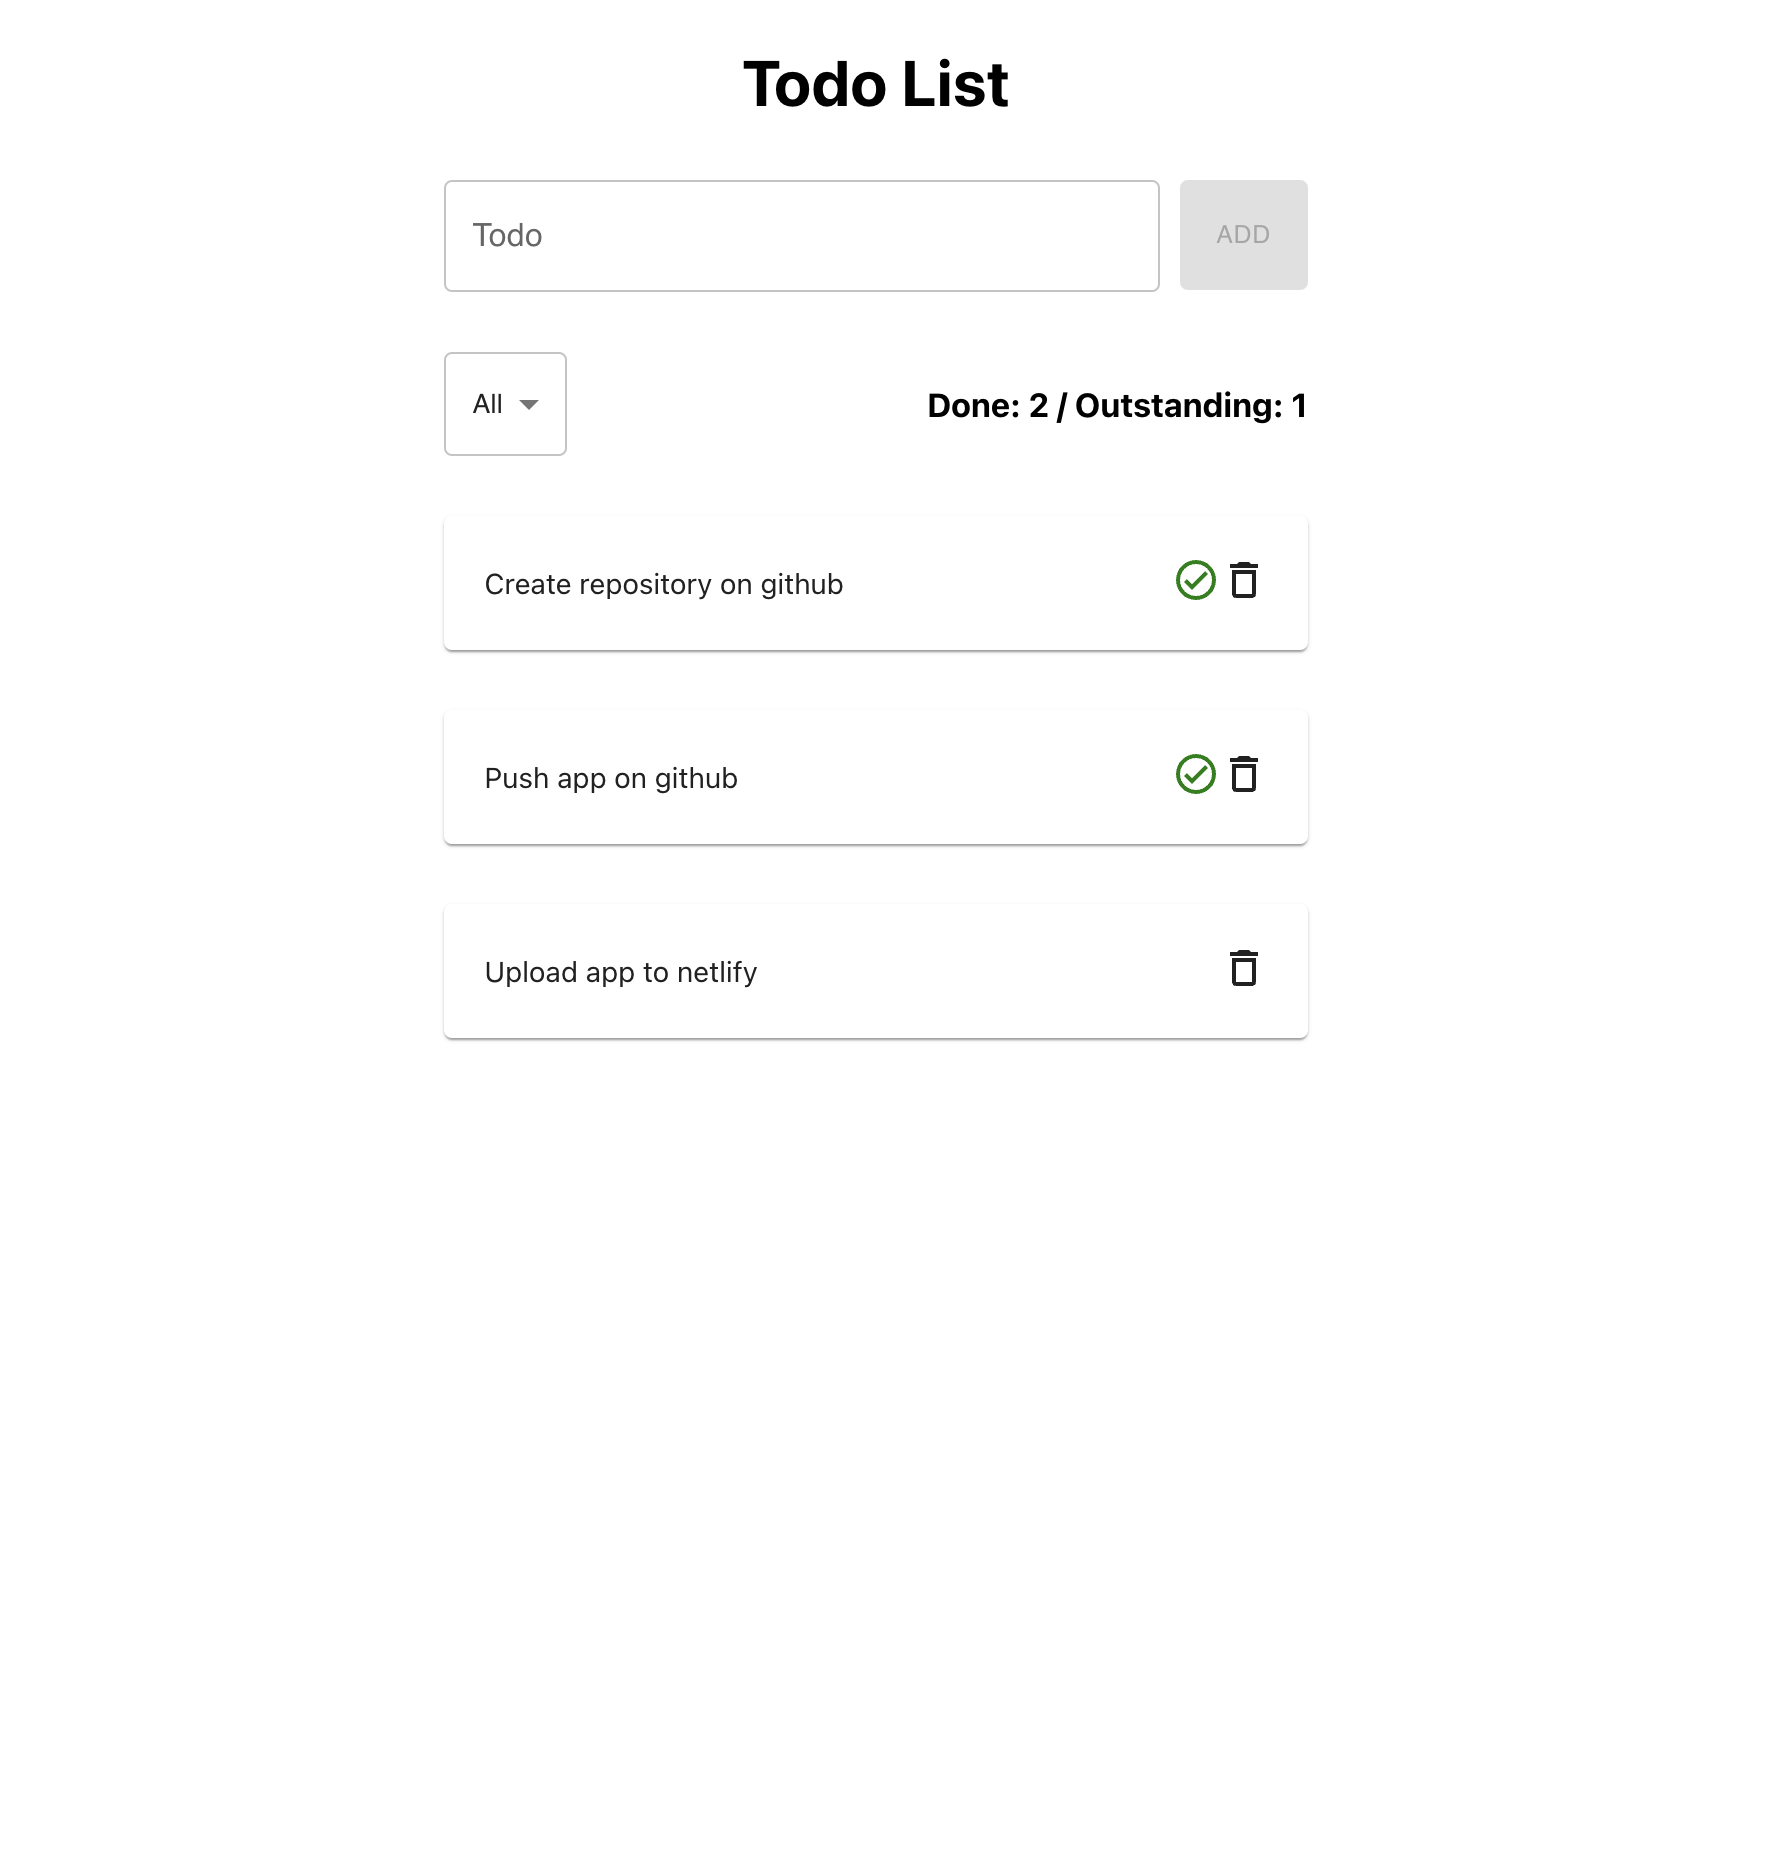 Todo List
Todo
ADD
All
Done: 2 / Outstanding: 1
Create repository on github
Push app on github
Upload app to netlify